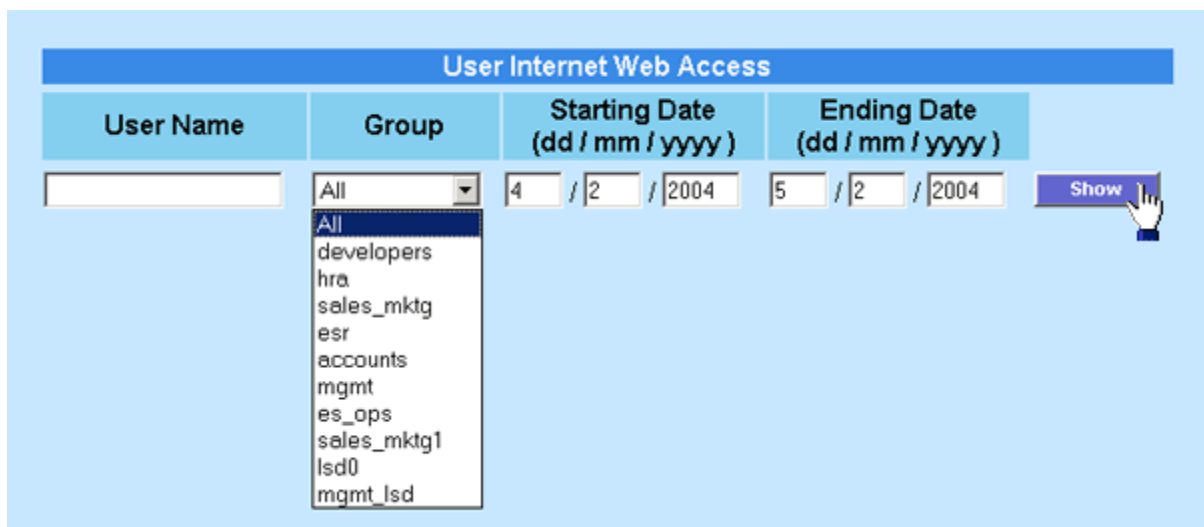 User Internet Web Access
User Name Group Starting Date Ending Date
(dd / mm / yyyy ) (dd / mm / yyyy )
All 4 / 2 / 2004 5 / 2 / 2004 Show
All
developers
hra
sales_mktg
esr
accounts
mgmt
es_ops
sales_mktg1
lsd0
mgmt_lsd